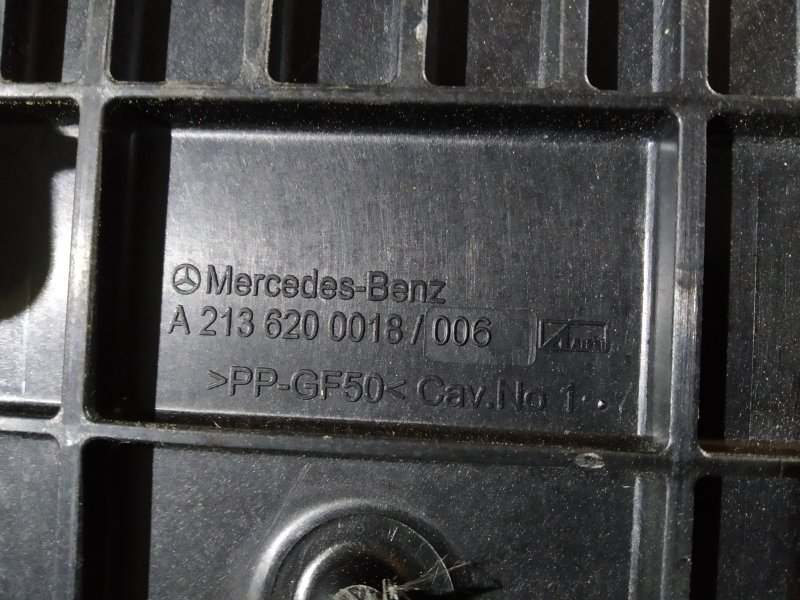 Mercedes-Benz
A 213 620 0018 / 006
>PP-GF50< Cav.No 1